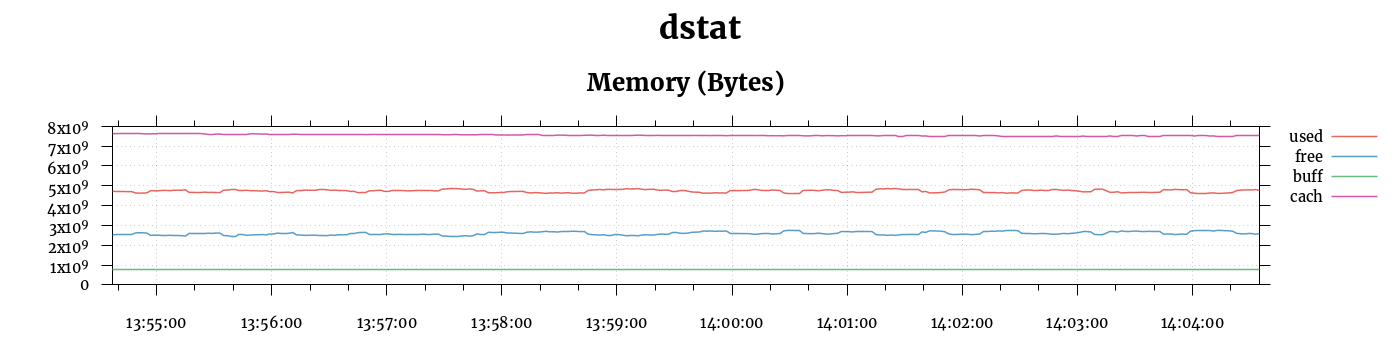 dstat
Memory (Bytes)
8x10⁹
7x10⁹
6x10⁹
5x10⁹
4x10⁹
3x10⁹
2x10⁹
1x10⁹
0
13:55:00 13:56:00 13:57:00 13:58:00 13:59:00 14:00:00 14:01:00 14:02:00 14:03:00 14:04:00
used
free
buff
cach